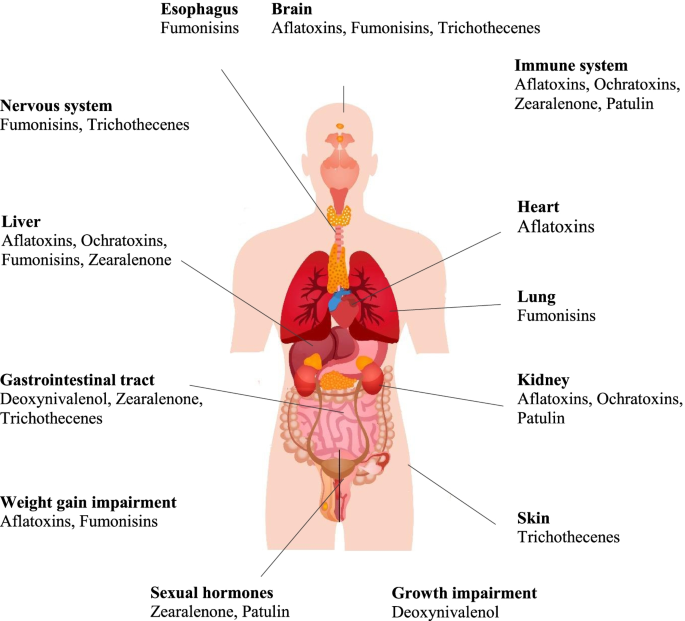 Esophagus
Fumonisins
Brain
Aflatoxins, Fumonisins, Trichothecenes
Immune system
Aflatoxins, Ochratoxins,
Zearalenone, Patulin
Nervous system
Fumonisins, Trichothecenes
Liver
Aflatoxins, Ochratoxins,
Fumonisins, Zearalenone
Heart
Aflatoxins
Lung
Fumonisins
Gastrointestinal tract
Deoxynivalenol, Zearalenone,
Trichothecenes
Kidney
Aflatoxins, Ochratoxins,
Patulin
Weight gain impairment
Aflatoxins, Fumonisins
Skin
Trichothecenes
Sexual hormones
Zearalenone, Patulin
Growth impairment
Deoxynivalenol